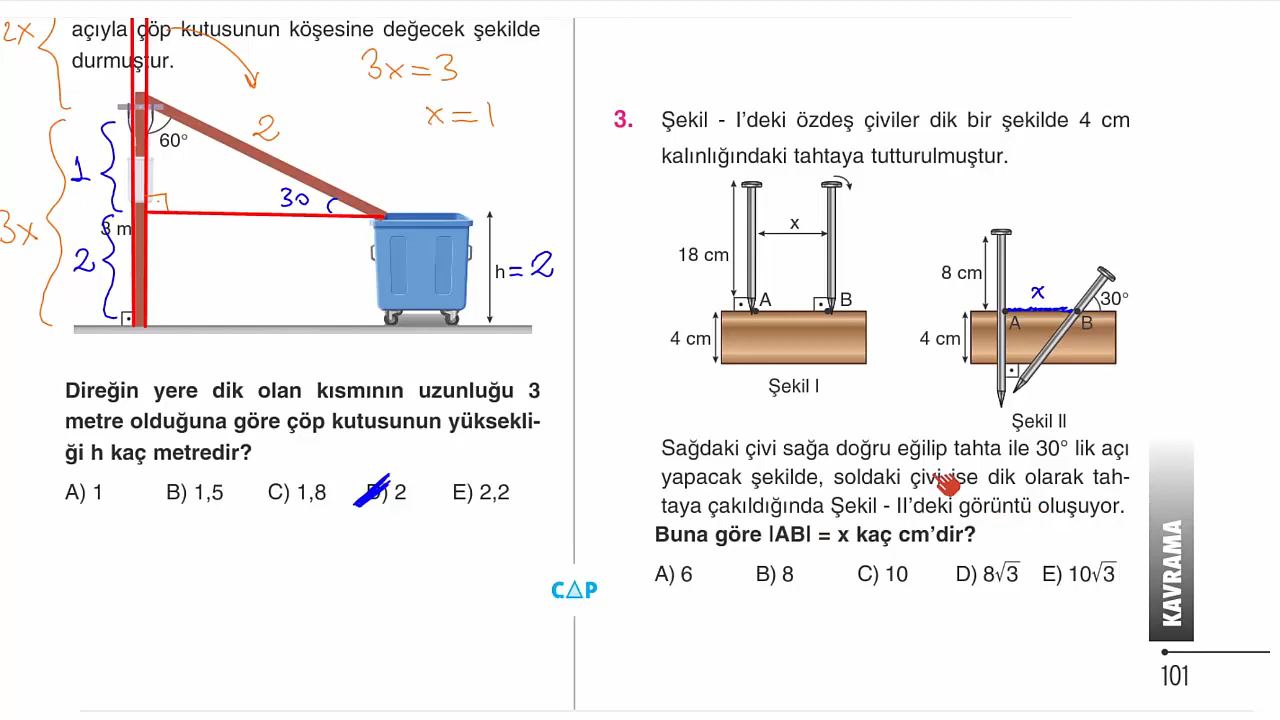 2x
açıyla çöp kutusunun köşesine değecek şekilde
durmuştur.
3x = 3
x = 1
2
60°
1
30
3x
3 m
2
h = 2
Direğin yere dik olan kısmının uzunluğu 3
metre olduğuna göre çöp kutusunun yüksekli-
ği h kaç metredir?
A) 1 B) 1,5 C) 1,8 D) 2 E) 2,2
3. Şekil - I’deki özdeş çiviler dik bir şekilde 4 cm
kalınlığındaki tahtaya tutturulmuştur.
x
18 cm
A B
4 cm
Şekil I
8 cm
x
30°
A B
4 cm
Şekil II
Sağdaki çivi sağa doğru eğilip tahta ile 30° lik açı
yapacak şekilde, soldaki çivi ise dik olarak tah-
taya çakıldığında Şekil - II’deki görüntü oluşuyor.
Buna göre |AB| = x kaç cm’dir?
A) 6 B) 8 C) 10 D) 8√3 E) 10√3
CAP
KAVRAMA
101